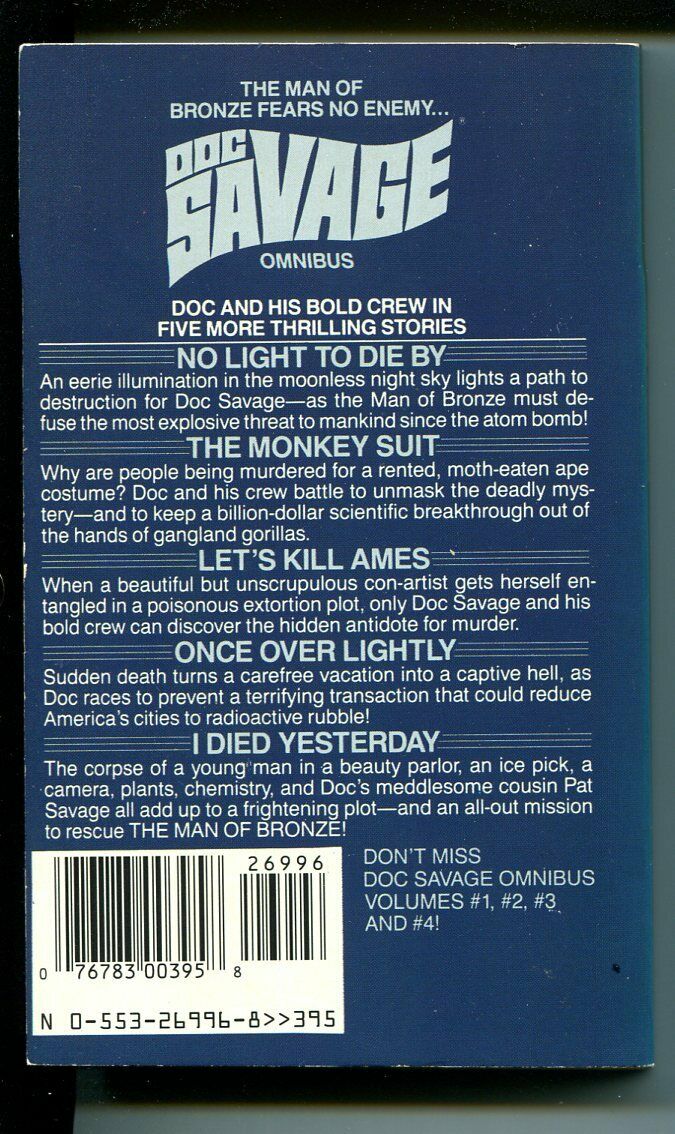 THE MAN OF
BRONZE FEARS NO ENEMY...
DOC
SAVAGE®
OMNIBUS
DOC AND HIS BOLD CREW IN
FIVE MORE THRILLING STORIES
NO LIGHT TO DIE BY
An eerie illumination in the moonless night sky lights a path to
destruction for Doc Savage—as the Man of Bronze must de-
fuse the most explosive threat to mankind since the atom bomb!
THE MONKEY SUIT
Why are people being murdered for a rented, moth-eaten ape
costume? Doc and his crew battle to unmask the deadly mys-
tery—and to keep a billion-dollar scientific breakthrough out of
the hands of gangland gorillas.
LET'S KILL AMES
When a beautiful but unscrupulous con-artist gets herself en-
tangled in a poisonous extortion plot, only Doc Savage and his
bold crew can discover the hidden antidote for murder.
ONCE OVER LIGHTLY
Sudden death turns a carefree vacation into a captive hell, as
Doc races to prevent a terrifying transaction that could reduce
America's cities to radioactive rubble!
I DIED YESTERDAY
The corpse of a young man in a beauty parlor, an ice pick, a
camera, plants, chemistry, and Doc's meddlesome cousin Pat
Savage all add up to a frightening plot—and an all-out mission
to rescue THE MAN OF BRONZE!
26996
0 76783 00395 8
N 0-553-26996-8>>395
DON'T MISS
DOC SAVAGE OMNIBUS
VOLUMES #1, #2, #3
AND #4!